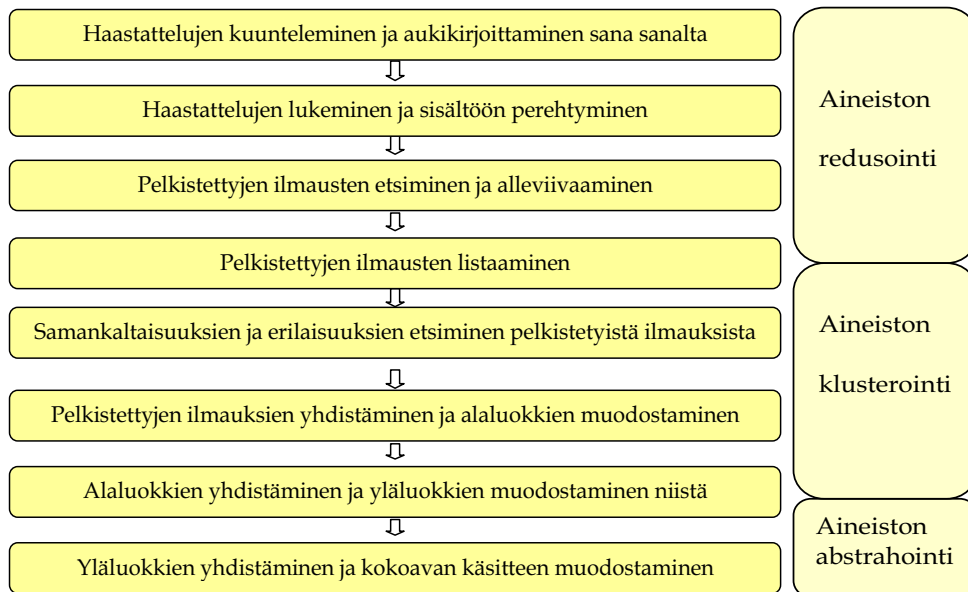 Haastattelujen kuunteleminen ja aukikirjoittaminen sana sanalta
Haastattelujen lukeminen ja sisältöön perehtyminen
Pelkistettyjen ilmausten etsiminen ja alleviivaaminen
Pelkistettyjen ilmausten listaaminen
Samankaltaisuuksien ja erilaisuuksien etsiminen pelkistetyistä ilmauksista
Pelkistettyjen ilmauksien yhdistäminen ja alaluokkien muodostaminen
Alaluokkien yhdistäminen ja yläluokkien muodostaminen niistä
Yläluokkien yhdistäminen ja kokoavan käsitteen muodostaminen
Aineiston
redusointi
Aineiston
klusterointi
Aineiston
abstrahointi